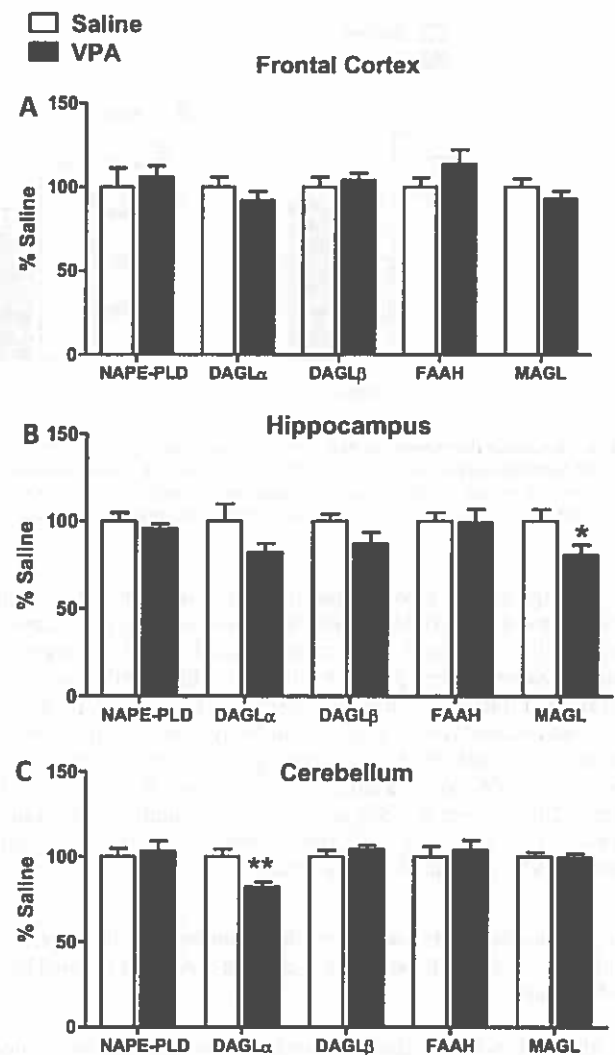 Saline
VPA
Frontal Cortex
A
% Saline
150
100
50
0
NAPE-PLD DAGLα DAGLβ FAAH MAGL
Hippocampus
B
% Saline
150
100
50
0
*
NAPE-PLD DAGLα DAGLβ FAAH MAGL
Cerebellum
C
% Saline
150
100
50
0
**
NAPE-PLD DAGLα DAGLβ FAAH MAGL